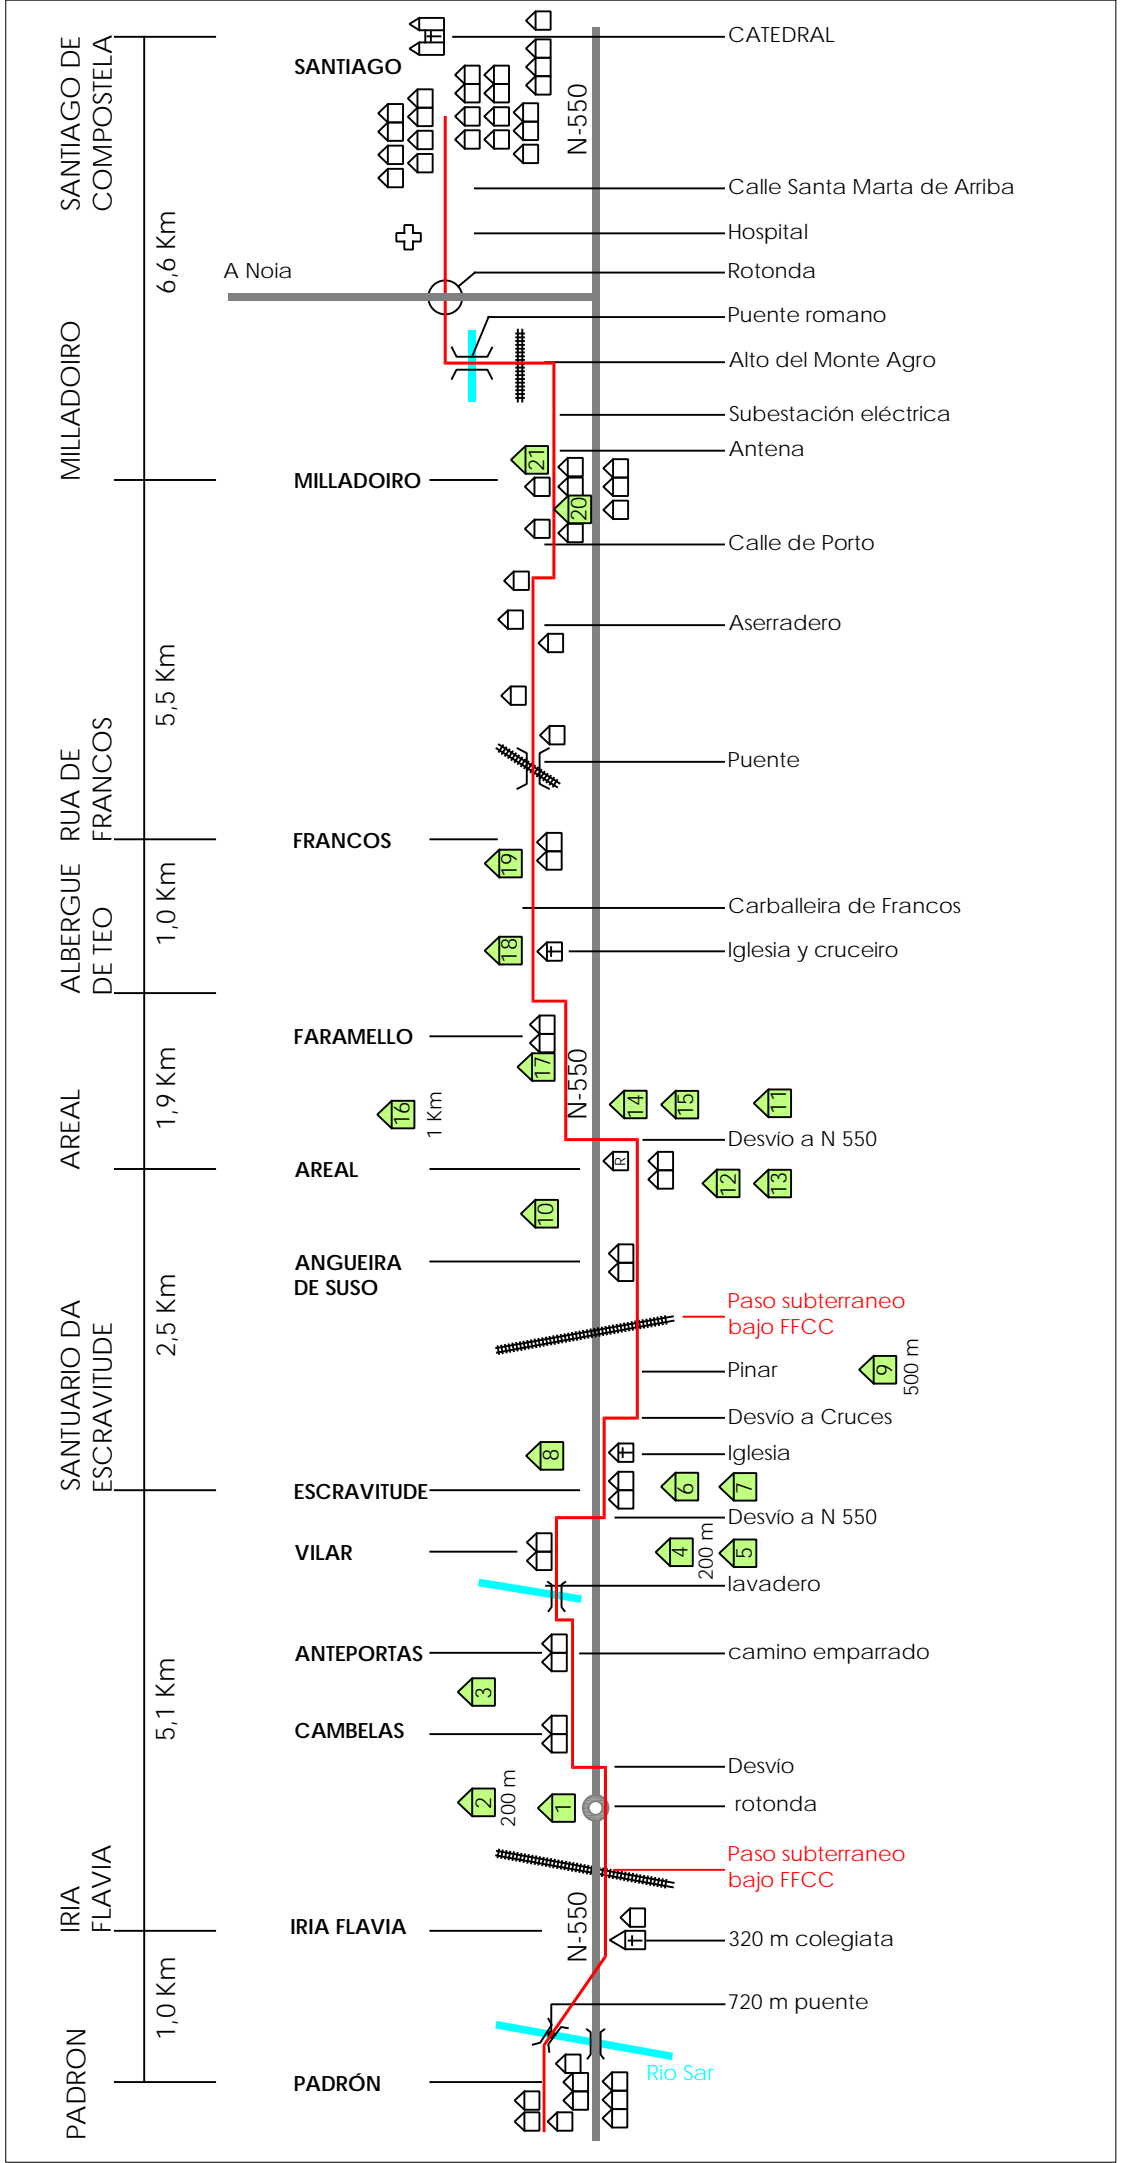 SANTIAGO DE
COMPOSTELA
6,6 Km
MILLADOIRO
5,5 Km
RUA DE
FRANCOS
1,0 Km
ALBERGUE
DE TEO
1,9 Km
AREAL
2,5 Km
SANTUARIO DA
ESCRAVITUDE
5,1 Km
IRIA
FLAVIA
1,0 Km
PADRON
CATEDRAL
SANTIAGO
N-550
Calle Santa Marta de Arriba
Hospital
A Noia
Rotonda
Puente romano
Alto del Monte Agro
Subestación eléctrica
Antena
21
MILLADOIRO
20
Calle de Porto
Aserradero
Puente
FRANCOS
19
Carballeira de Francos
18
Iglesia y cruceiro
FARAMELLO
17
N-550
16
1 Km
14
15
11
Desvío a N 550
R
AREAL
12
13
10
ANGUEIRA
DE SUSO
Paso subterraneo
bajo FFCC
Pinar
9
500 m
Desvío a Cruces
8
Iglesia
6
7
ESCRAVITUDE
Desvío a N 550
VILAR
4
200 m
5
lavadero
ANTEPORTAS
camino emparrado
3
CAMBELAS
Desvío
2
200 m
1
rotonda
Paso subterraneo
bajo FFCC
IRIA FLAVIA
N-550
320 m colegiata
720 m puente
Rio Sar
PADRÓN